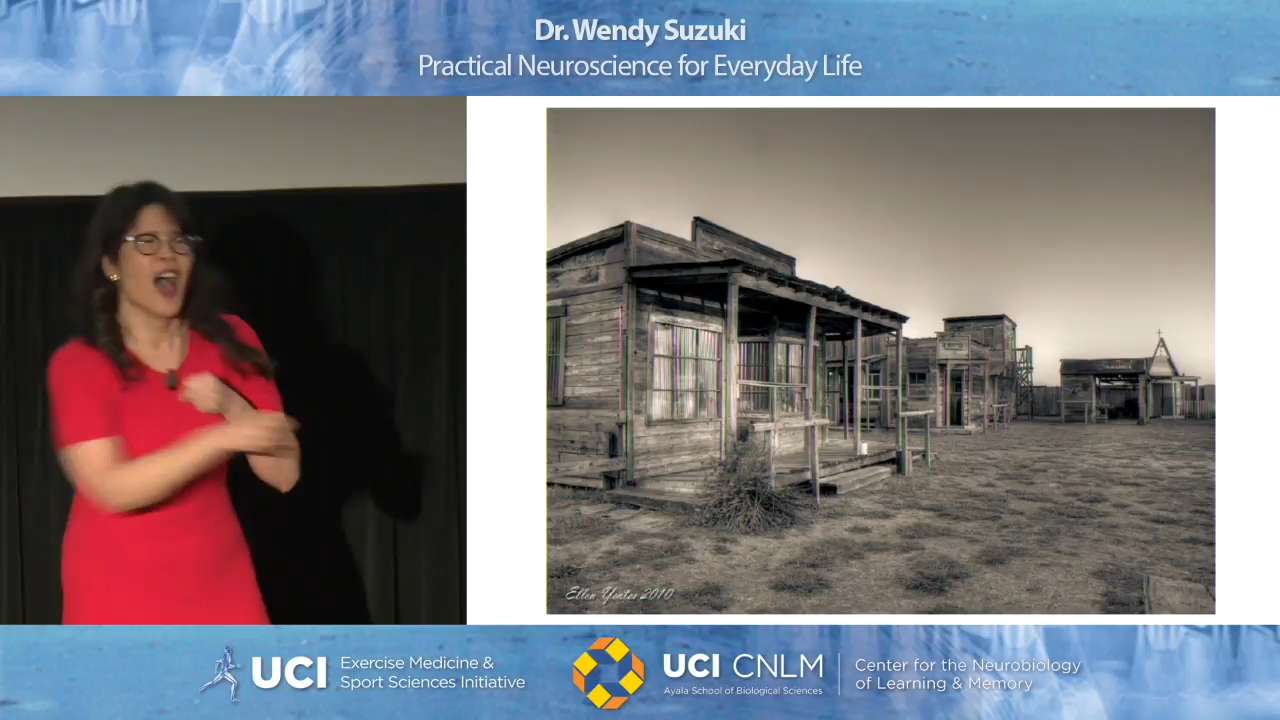 Dr. Wendy Suzuki
Practical Neuroscience for Everyday Life
Ellen Yeates 2010
UCI
Exercise Medicine &
Sport Sciences Initiative
UCI CNLM
Ayala School of Biological Sciences
Center for the Neurobiology
of Learning & Memory